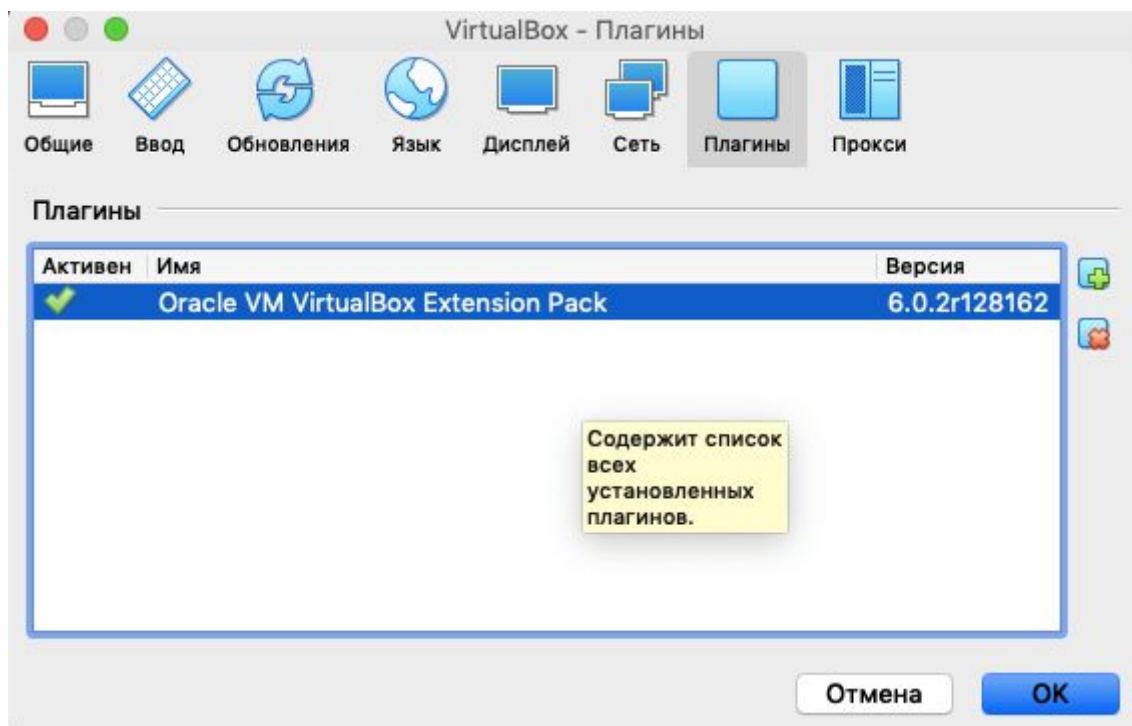 VirtualBox - Плагины
Общие Ввод Обновления Язык Дисплей Сеть Плагины Прокси
Плагины
Активен Имя Версия
Oracle VM VirtualBox Extension Pack 6.0.2r128162
Содержит список
всех
установленных
плагинов.
Отмена OK